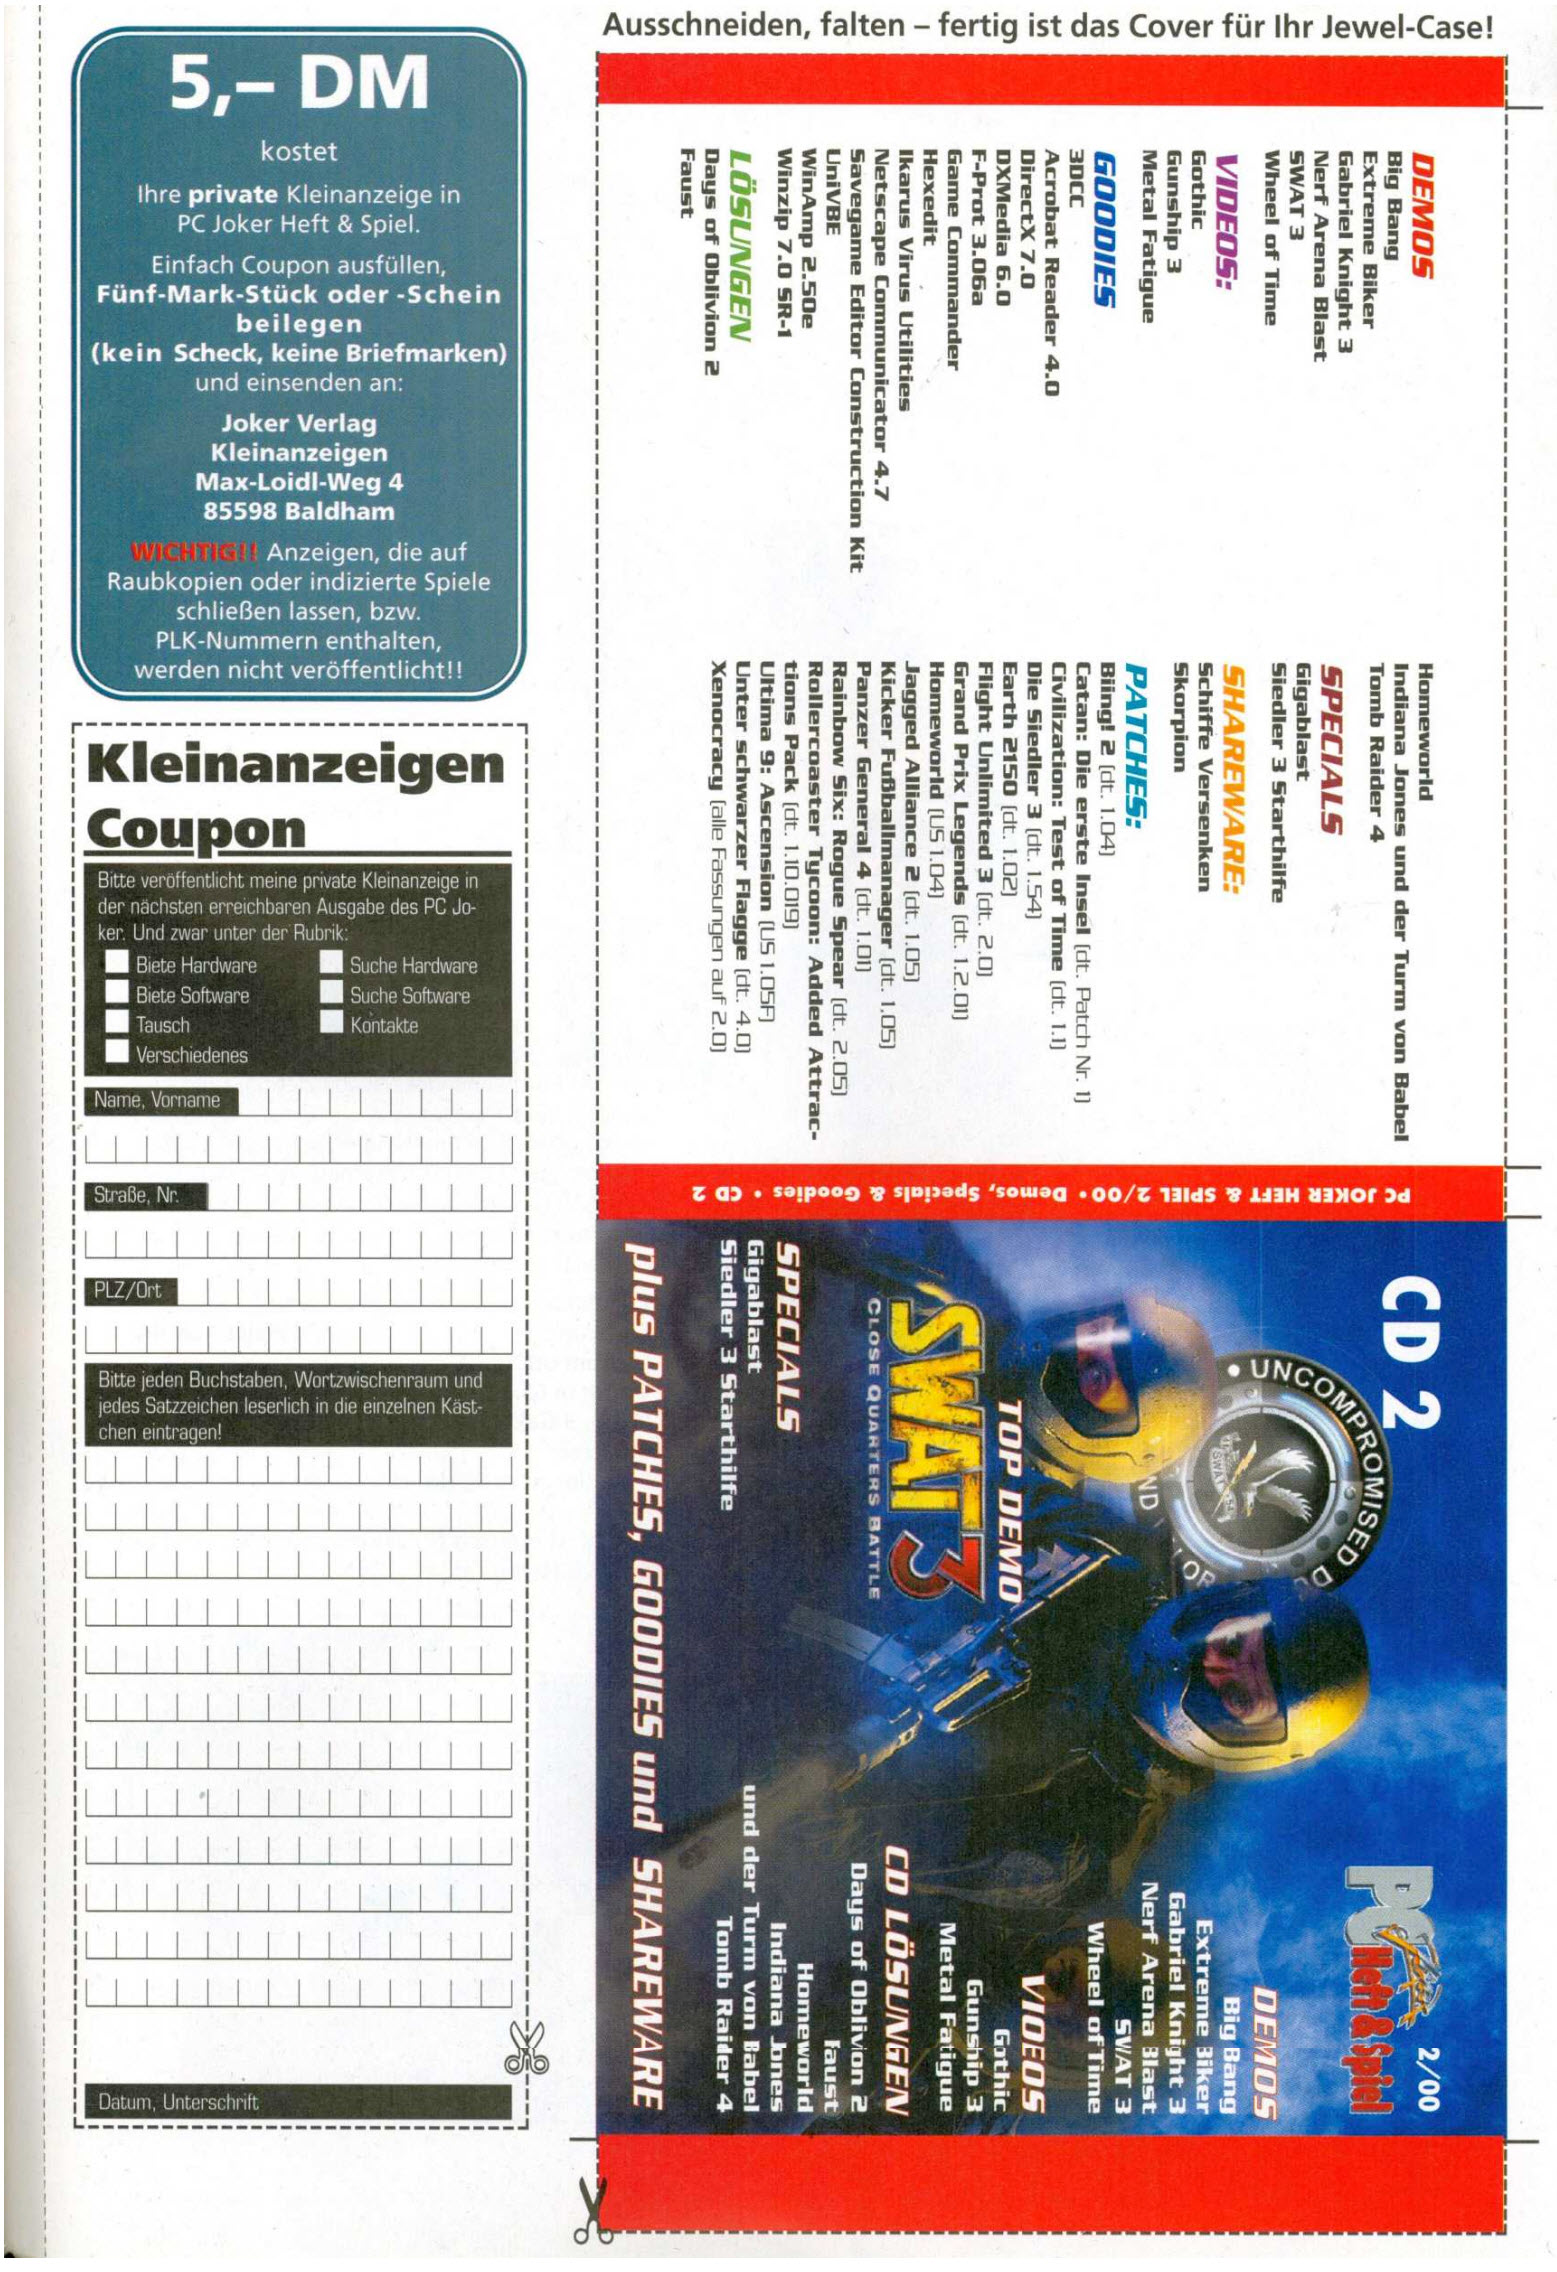 Ausschneiden, falten – fertig ist das Cover für Ihr Jewel-Case!
5,– DM
kostet
Ihre private Kleinanzeige in
PC Joker Heft & Spiel.
Einfach Coupon ausfüllen,
Fünf-Mark-Stück oder -Schein
beilegen
(kein Scheck, keine Briefmarken)
und einsenden an:
Joker Verlag
Kleinanzeigen
Max-Loidl-Weg 4
85598 Baldham
WICHTIG!! Anzeigen, die auf
Raubkopien oder indizierte Spiele
schließen lassen, bzw.
PLK-Nummern enthalten,
werden nicht veröffentlicht!!
Kleinanzeigen
Coupon
Bitte veröffentlicht meine private Kleinanzeige in
der nächsten erreichbaren Ausgabe des PC Jo-
ker. Und zwar unter der Rubrik:
Biete Hardware
Suche Hardware
Biete Software
Suche Software
Tausch
Kontakte
Verschiedenes
Name, Vorname
Straße, Nr.
PLZ/Ort
Bitte jeden Buchstaben, Wortzwischenraum und
jedes Satzzeichen leserlich in die einzelnen Käst-
chen eintragen!
Datum, Unterschrift
DEMOS
Big Bang
Extreme Biker
Gabriel Knight 3
Nerf Arena Blast
SWAT 3
Wheel of Time
VIDEOS:
Gothic
Gunship 3
Metal Fatigue
GOODIES
3DCC
Acrobat Reader 4.0
DirectX 7.0
DXMedia 6.0
F-Prot 3.06a
Game Commander
Hexedit
Ikarus Virus Utilities
Netscape Communicator 4.7
Savegame Editor Construction Kit
UniVBE
WinAmp 2.50e
Winzip 7.0 SR-1
LÖSUNGEN
Days of Oblivion 2
Faust
Homeworld
Indiana Jones und der Turm von Babel
Tomb Raider 4
SPECIALS
Gigablast
Siedler 3 Starthilfe
SHAREWARE:
Schiffe Versenken
Skorpion
PATCHES:
Biing! 2 (dt. 1.04)
Catan: Die erste Insel (dt. Patch Nr. 1)
Civilization: Test of Time (dt. 1.1)
Die Siedler 3 (dt. 1.54)
Earth 2150 (dt. 1.02)
Flight Unlimited 3 (dt. 2.0)
Grand Prix Legends (dt. 1.2.01)
Homeworld (US 1.04)
Jagged Alliance 2 (dt. 1.05)
Kicker Fußballmanager (dt. 1.05)
Panzer General 4 (dt. 1.01)
Rainbow Six: Rogue Spear (dt. 2.05)
Rollercoaster Tycoon: Added Attrac-
tions Pack (dt. 1.10.019)
Ultima 9: Ascension (US 1.05F)
Unter schwarzer Flagge (dt. 4.0)
Xenocracy (alle Fassungen auf 2.0)
PC JOKER HEFT & SPIEL 2/00 • Demos, Specials & Goodies • CD 2
CD 2
PC Joker 2/00
Heft & Spiel
UNCOMPROMISED
SWAT
TOP DEMO
SWAT 3
CLOSE QUARTERS BATTLE
SPECIALS
Gigablast
Siedler 3 Starthilfe
DEMOS
Big Bang
Extreme Biker
Gabriel Knight 3
Nerf Arena Blast
SWAT 3
Wheel of Time
VIDEOS
Gothic
Gunship 3
Metal Fatigue
CD LÖSUNGEN
Days of Oblivion 2
Faust
Homeworld
Indiana Jones
und der Turm von Babel
Tomb Raider 4
plus PATCHES, GOODIES und SHAREWARE